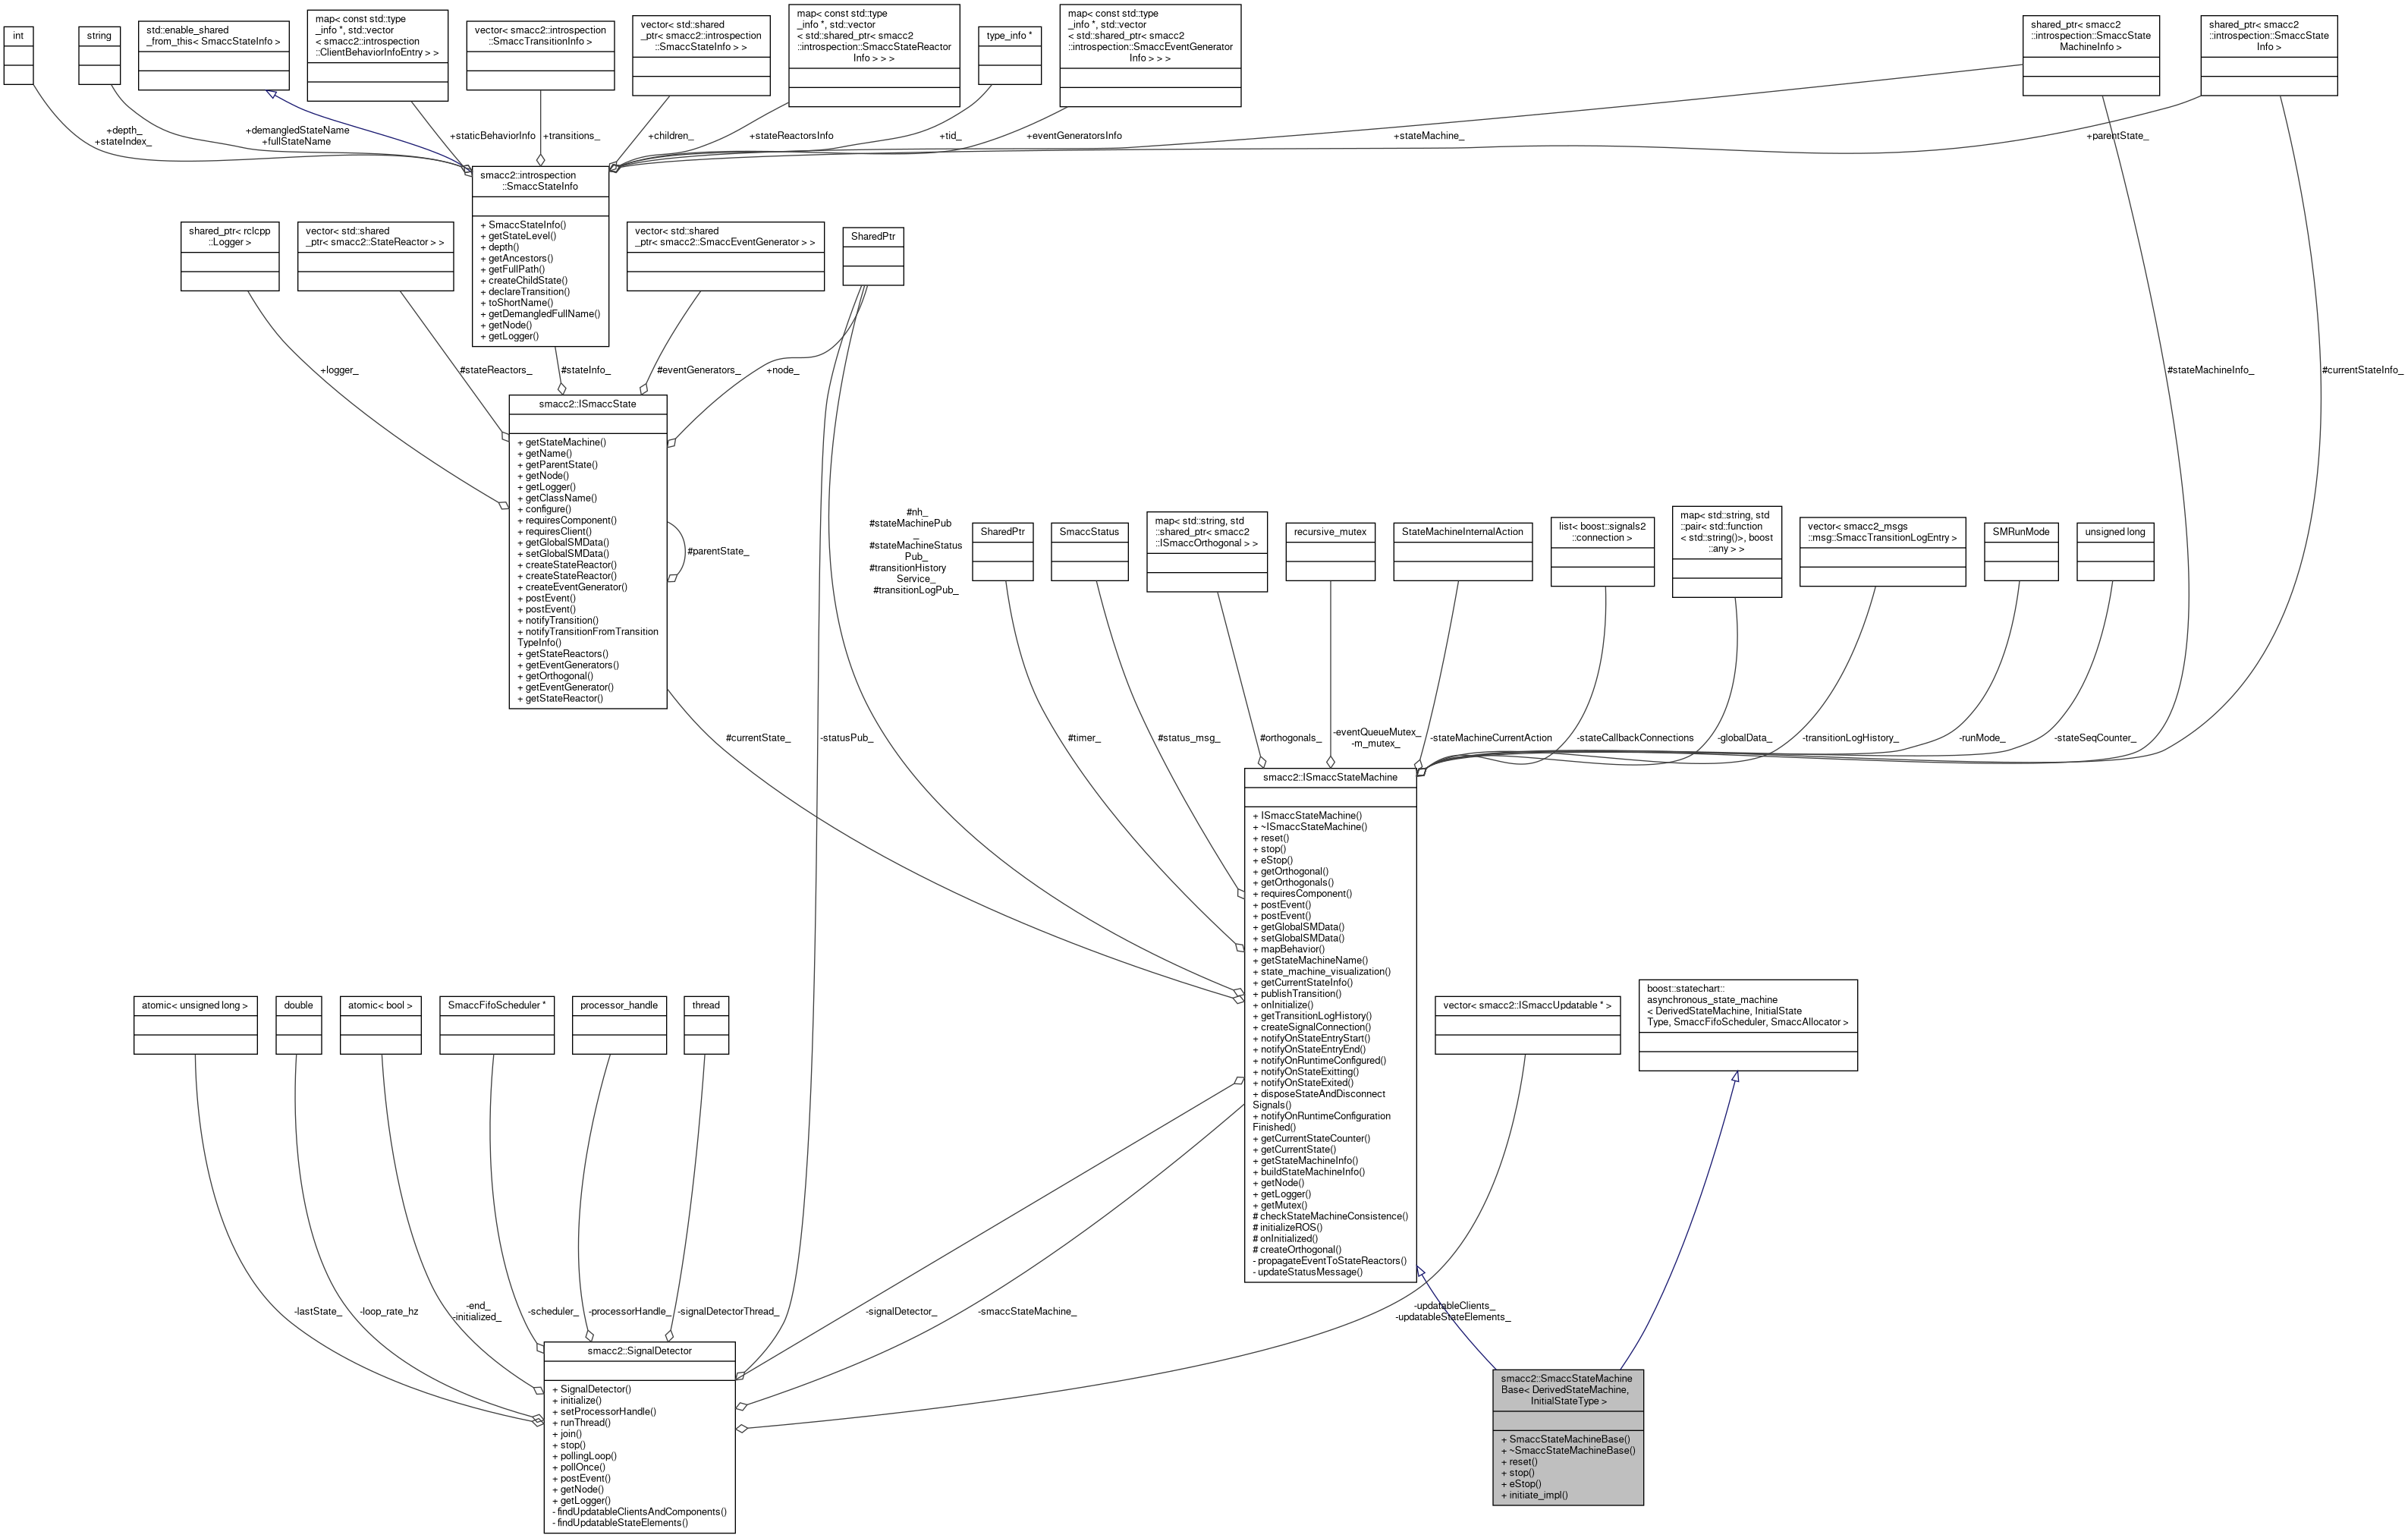 int
string
std::enable_shared
_from_this< SmaccStateInfo >
map< const std::type
_info *, std::vector
< smacc2::introspection
::ClientBehaviorInfoEntry > >
vector< smacc2::introspection
::SmaccTransitionInfo >
vector< std::shared
_ptr< smacc2::introspection
::SmaccStateInfo > >
map< const std::type
_info *, std::vector
< std::shared_ptr< smacc2
::introspection::SmaccStateReactor
Info > > >
type_info *
map< const std::type
_info *, std::vector
< std::shared_ptr< smacc2
::introspection::SmaccEventGenerator
Info > > >
shared_ptr< smacc2
::introspection::SmaccState
MachineInfo >
shared_ptr< smacc2
::introspection::SmaccState
Info >
+depth_
+stateIndex_
+demangledStateName
+fullStateName
+staticBehaviorInfo
+transitions_
+children_
+stateReactorsInfo
+tid_
+eventGeneratorsInfo
+stateMachine_
+parentState_
smacc2::introspection
::SmaccStateInfo
+ SmaccStateInfo()
+ getStateLevel()
+ depth()
+ getAncestors()
+ getFullPath()
+ createChildState()
+ declareTransition()
+ toShortName()
+ getDemangledFullName()
+ getNode()
+ getLogger()
shared_ptr< rclcpp
::Logger >
vector< std::shared
_ptr< smacc2::StateReactor > >
vector< std::shared
_ptr< smacc2::SmaccEventGenerator > >
SharedPtr
+logger_
#stateReactors_
#stateInfo_
#eventGenerators_
+node_
#stateMachineInfo_
#currentStateInfo_
smacc2::ISmaccState
+ getStateMachine()
+ getName()
+ getParentState()
+ getNode()
+ getLogger()
+ getClassName()
+ configure()
+ requiresComponent()
+ requiresClient()
+ getGlobalSMData()
+ setGlobalSMData()
+ createStateReactor()
+ createStateReactor()
+ createEventGenerator()
+ postEvent()
+ postEvent()
+ notifyTransition()
+ notifyTransitionFromTransition
TypeInfo()
+ getStateReactors()
+ getEventGenerators()
+ getOrthogonal()
+ getEventGenerator()
+ getStateReactor()
#parentState_
#nh_
#stateMachinePub
_
#stateMachineStatus
Pub_
#transitionHistory
Service_
#transitionLogPub_
SharedPtr
SmaccStatus
map< std::string, std
::shared_ptr< smacc2
::ISmaccOrthogonal > >
recursive_mutex
StateMachineInternalAction
list< boost::signals2
::connection >
map< std::string, std
::pair< std::function
< std::string()>, boost
::any > >
vector< smacc2_msgs
::msg::SmaccTransitionLogEntry >
SMRunMode
unsigned long
#currentState_
-statusPub_
#timer_
#status_msg_
#orthogonals_
-eventQueueMutex_
-m_mutex_
-stateMachineCurrentAction
-stateCallbackConnections
-globalData_
-transitionLogHistory_
-runMode_
-stateSeqCounter_
smacc2::ISmaccStateMachine
+ ISmaccStateMachine()
+ ~ISmaccStateMachine()
+ reset()
+ stop()
+ eStop()
+ getOrthogonal()
+ getOrthogonals()
+ requiresComponent()
+ postEvent()
+ postEvent()
+ getGlobalSMData()
+ setGlobalSMData()
+ mapBehavior()
+ getStateMachineName()
+ state_machine_visualization()
+ getCurrentStateInfo()
+ publishTransition()
+ onInitialize()
+ getTransitionLogHistory()
+ createSignalConnection()
+ notifyOnStateEntryStart()
+ notifyOnStateEntryEnd()
+ notifyOnRuntimeConfigured()
+ notifyOnStateExitting()
+ notifyOnStateExited()
+ disposeStateAndDisconnect
Signals()
+ notifyOnRuntimeConfiguration
Finished()
+ getCurrentStateCounter()
+ getCurrentState()
+ getStateMachineInfo()
+ buildStateMachineInfo()
+ getNode()
+ getLogger()
+ getMutex()
# checkStateMachineConsistence()
# initializeROS()
# onInitialized()
# createOrthogonal()
- propagateEventToStateReactors()
- updateStatusMessage()
atomic< unsigned long >
double
atomic< bool >
SmaccFifoScheduler *
processor_handle
thread
vector< smacc2::ISmaccUpdatable * >
boost::statechart::
asynchronous_state_machine
< DerivedStateMachine, InitialState
Type, SmaccFifoScheduler, SmaccAllocator >
-lastState_
-loop_rate_hz
-end_
-initialized_
-scheduler_
-processorHandle_
-signalDetectorThread_
-signalDetector_
-smaccStateMachine_
-updatableClients_
-updatableStateElements_
smacc2::SignalDetector
+ SignalDetector()
+ initialize()
+ setProcessorHandle()
+ runThread()
+ join()
+ stop()
+ pollingLoop()
+ pollOnce()
+ postEvent()
+ getNode()
+ getLogger()
- findUpdatableClientsAndComponents()
- findUpdatableStateElements()
smacc2::SmaccStateMachine
Base< DerivedStateMachine,
InitialStateType >
+ SmaccStateMachineBase()
+ ~SmaccStateMachineBase()
+ reset()
+ stop()
+ eStop()
+ initiate_impl()